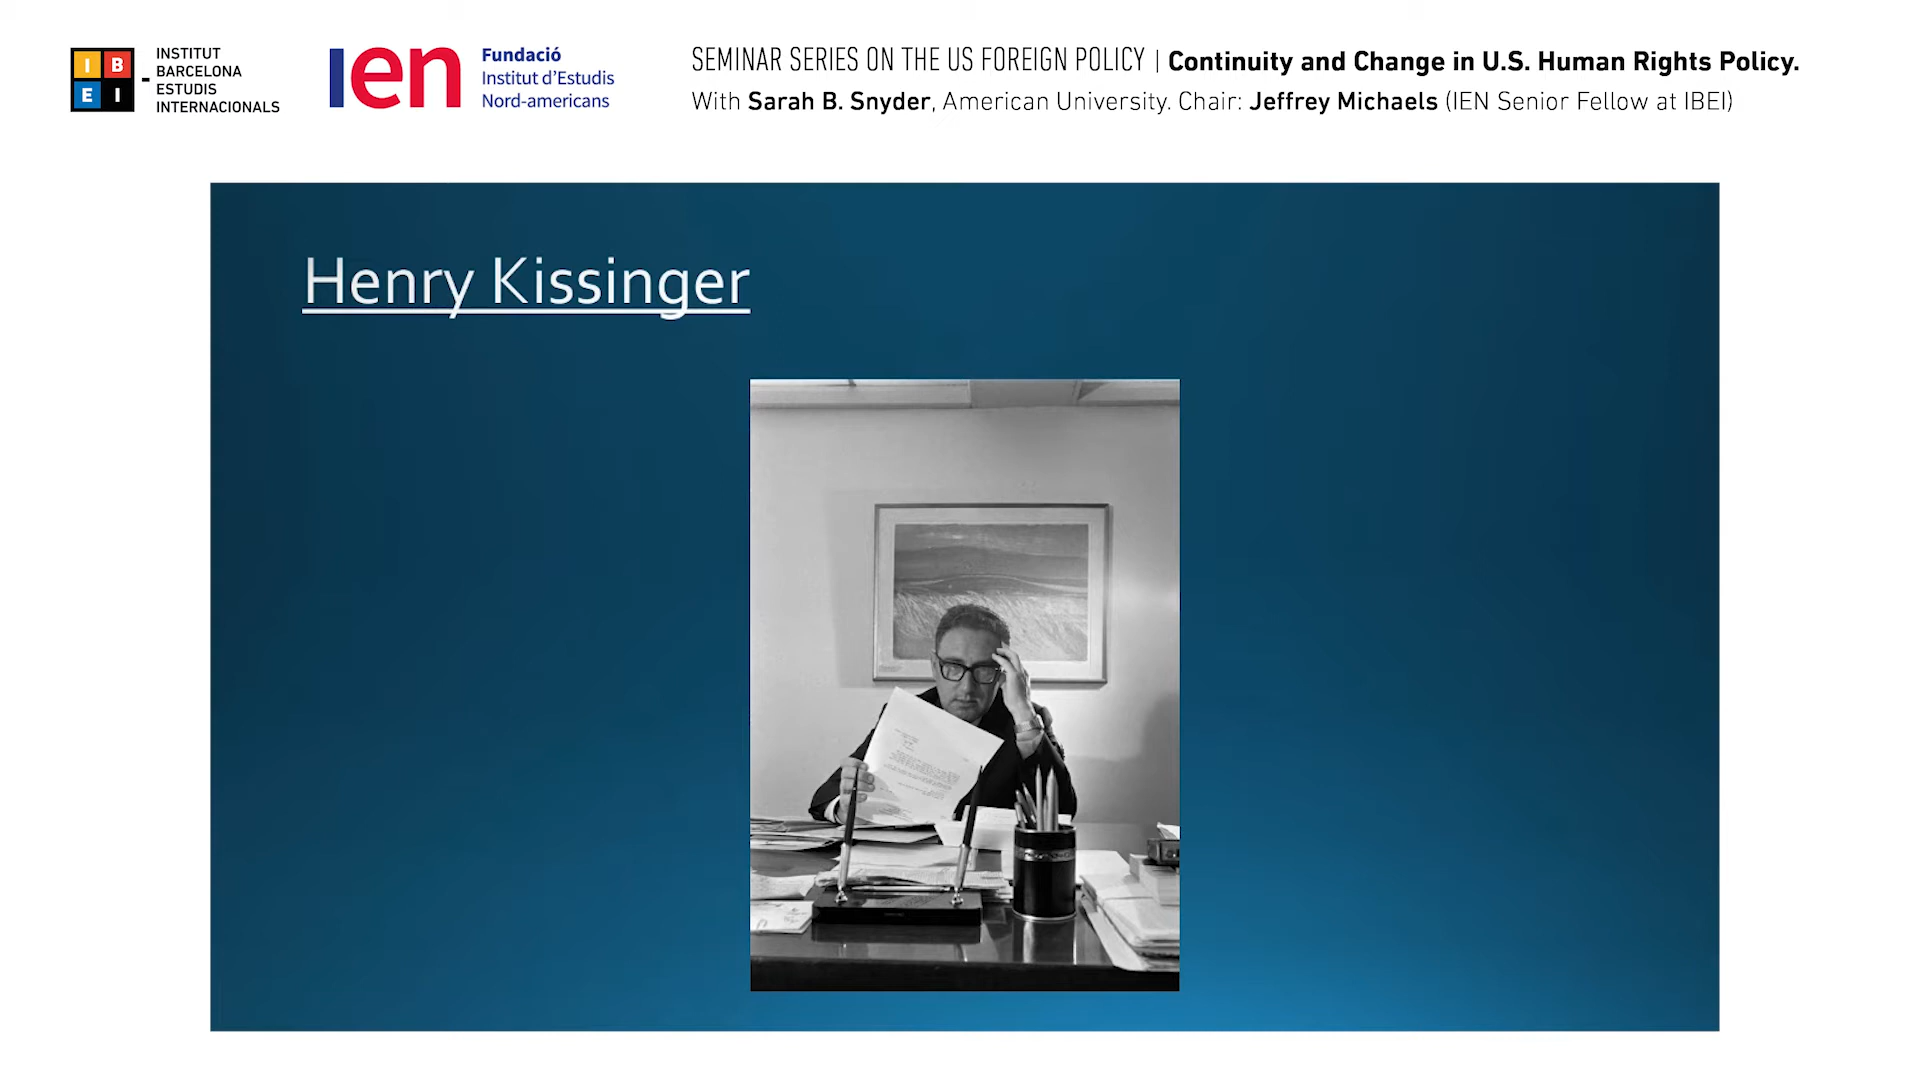 I B
E I
INSTITUT
BARCELONA
ESTUDIS
INTERNACIONALS
Ien
Fundació
Institut d'Estudis
Nord-americans
SEMINAR SERIES ON THE US FOREIGN POLICY | Continuity and Change in U.S. Human Rights Policy.
With Sarah B. Snyder, American University. Chair: Jeffrey Michaels (IEN Senior Fellow at IBEI)
Henry Kissinger